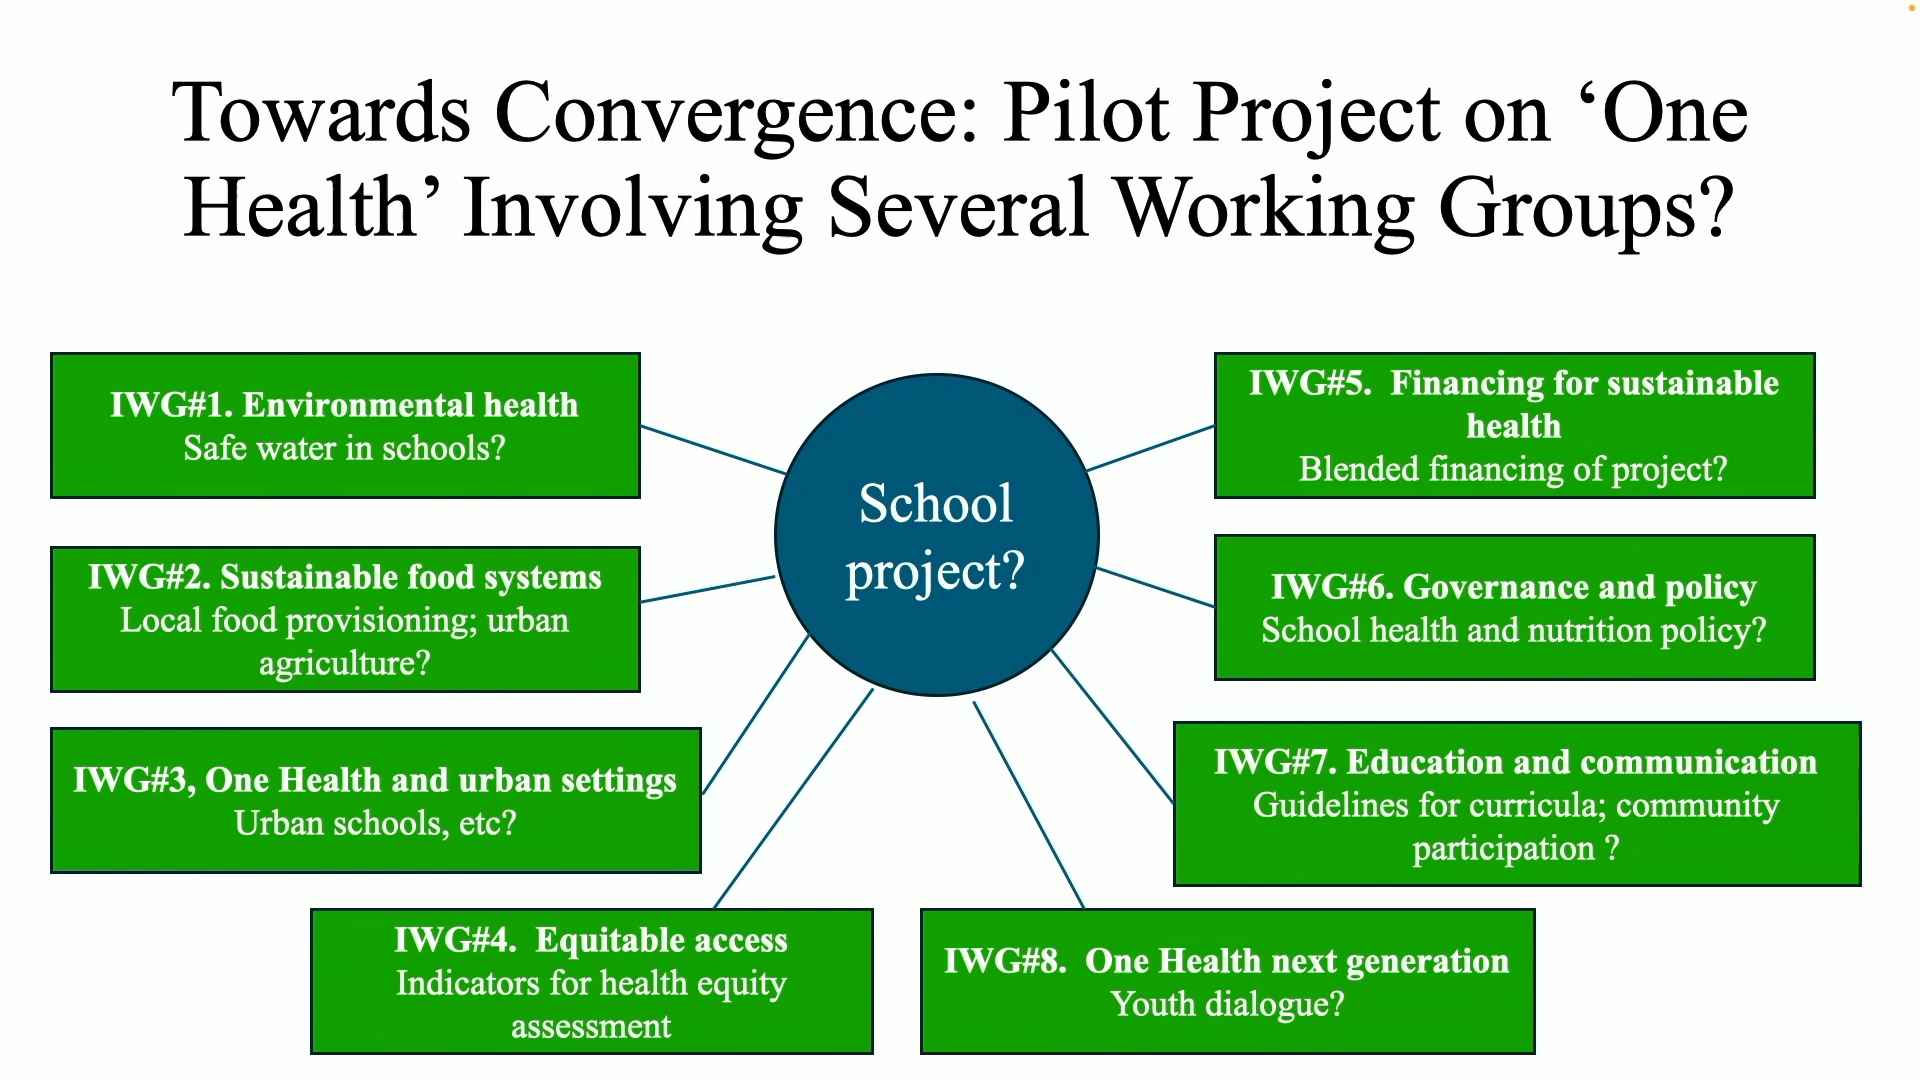 Towards Convergence: Pilot Project on ‘One
Health’ Involving Several Working Groups?
IWG#1. Environmental health
Safe water in schools?
IWG#2. Sustainable food systems
Local food provisioning; urban
agriculture?
IWG#3, One Health and urban settings
Urban schools, etc?
IWG#4.  Equitable access
Indicators for health equity
assessment
School
project?
IWG#5.  Financing for sustainable
health
Blended financing of project?
IWG#6. Governance and policy
School health and nutrition policy?
IWG#7. Education and communication
Guidelines for curricula; community
participation ?
IWG#8.  One Health next generation
Youth dialogue?